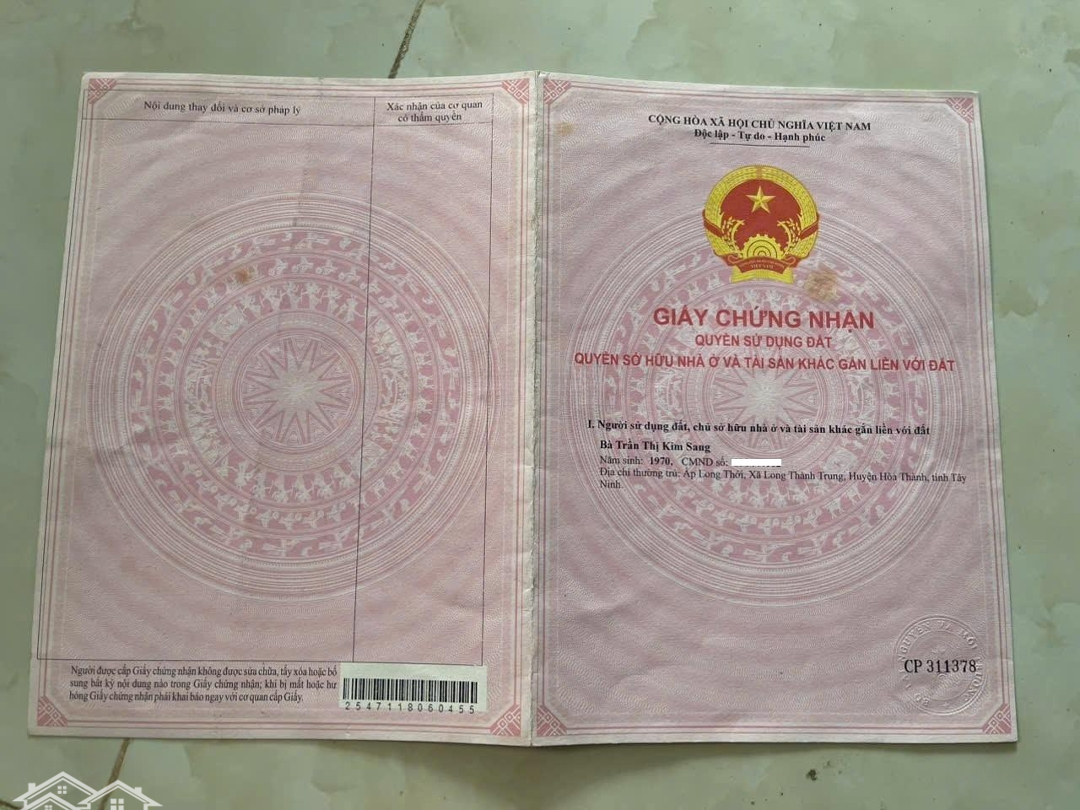 Nội dung thay đổi và cơ sở pháp lý
Xác nhận của cơ quan
có thẩm quyền
Người được cấp Giấy chứng nhận không được sửa chữa, tẩy xóa hoặc bổ
sung bất kỳ nội dung nào trong Giấy chứng nhận; khi bị mất hoặc hư
hỏng Giấy chứng nhận phải khai báo ngay với cơ quan cấp Giấy.
2547118060455
CỘNG HÒA XÃ HỘI CHỦ NGHĨA VIỆT NAM
Độc lập - Tự do - Hạnh phúc
GIẤY CHỨNG NHẬN
QUYỀN SỬ DỤNG ĐẤT
QUYỀN SỞ HỮU NHÀ Ở VÀ TÀI SẢN KHÁC GẮN LIỀN VỚI ĐẤT
I. Người sử dụng đất, chủ sở hữu nhà ở và tài sản khác gắn liền với đất
Bà Trần Thị Kim Sang
Năm sinh: 1970, CMND số:
Địa chỉ thường trú: Ấp Long Thới, Xã Long Thành Trung, Huyện Hòa Thành, tỉnh Tây
Ninh.
CP 311378